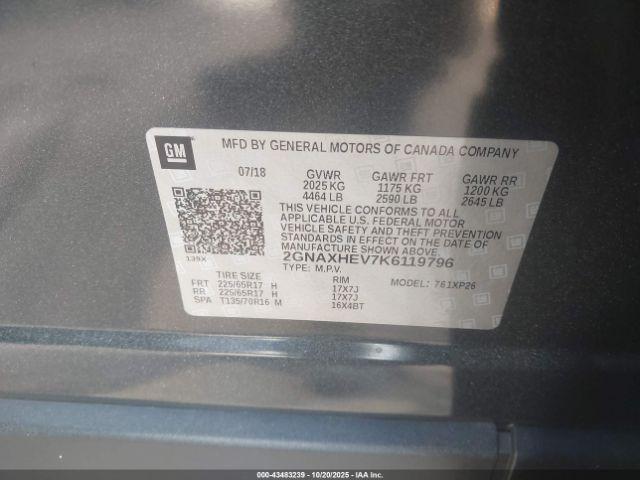 GM
MFD BY GENERAL MOTORS OF CANADA COMPANY
07/18 GVWR GAWR FRT GAWR RR
2025 KG 1175 KG 1200 KG
4464 LB 2590 LB 2645 LB
THIS VEHICLE CONFORMS TO ALL
APPLICABLE U.S. FEDERAL MOTOR
VEHICLE SAFETY AND THEFT
PREVENTION STANDARDS
IN EFFECT ON THE DATE OF
MANUFACTURE SHOWN ABOVE.
139X
2GNAXHEV7K6119796
TYPE: M.P.V. MODEL: 761XP26
TIRE SIZE RIM
FRT 225/65R17 H 17X7J
RR 225/65R17 H 17X7J
SPA T135/70R16 M 16X4BT
000-43483239 - 10/20/2025 - IAAI.COM